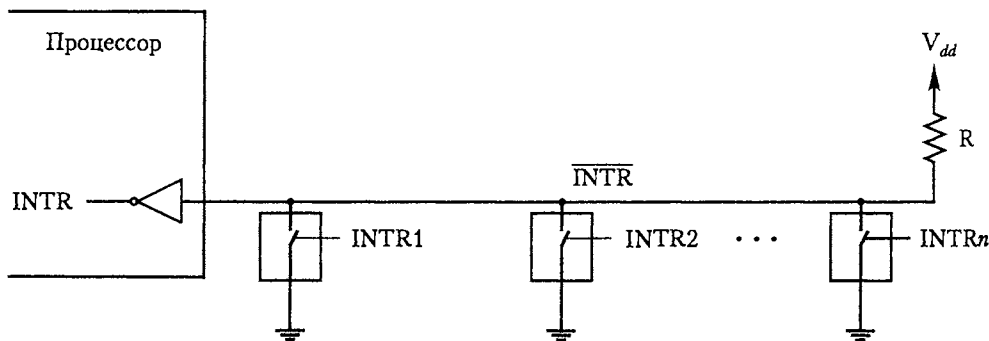 Процессор
V_dd
R
INTR
INTR
INTR1
INTR2
• • •
INTRn